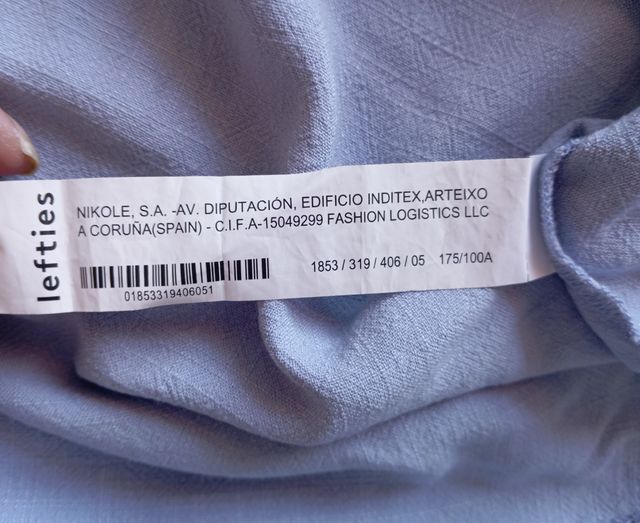 lefties
NIKOLE, S.A. -AV. DIPUTACIÓN, EDIFICIO INDITEX,ARTEIXO
A CORUÑA(SPAIN) - C.I.F.A-15049299 FASHION LOGISTICS LLC
1853 / 319 / 406 / 05 175/100A
01853319406051